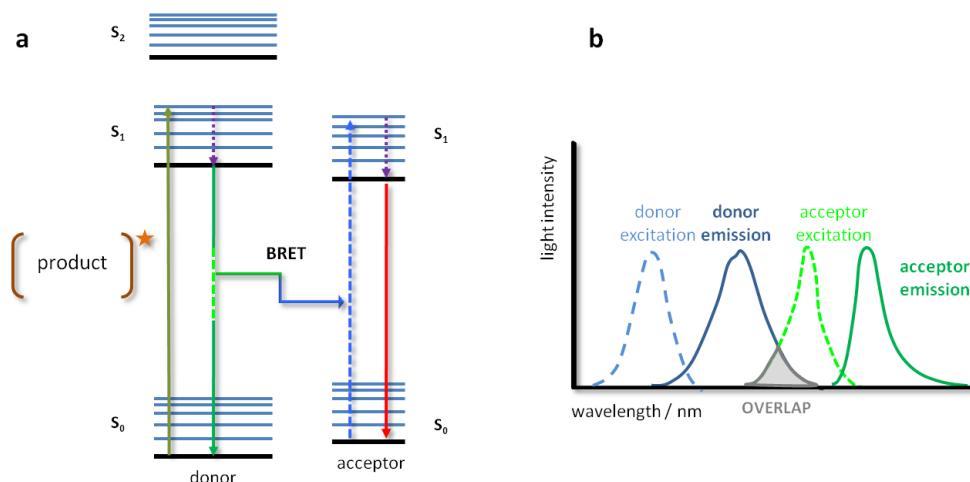 a
S2
S1
S1
product
BRET
S0
S0
donor
acceptor
b
light intensity
donor
excitation
donor
emission
acceptor
excitation
acceptor
emission
wavelength / nm
OVERLAP